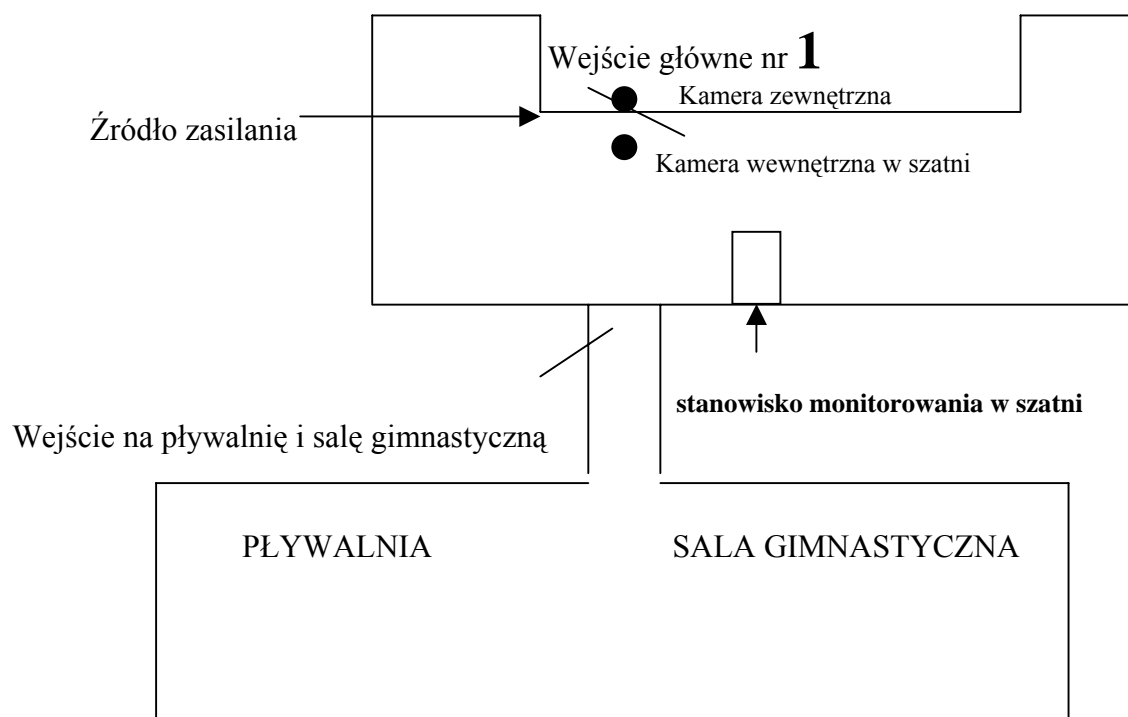 Wejście główne nr 1
Kamera zewnętrzna
Źródło zasilania
Kamera wewnętrzna w szatni
stanowisko monitorowania w szatni
Wejście na pływalnię i salę gimnastyczną
PŁYWALNIA
SALA GIMNASTYCZNA